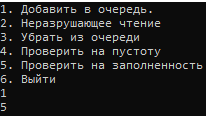 1. Добавить в очередь.
2. Неразрушающее чтение
3. Убрать из очереди
4. Проверить на пустоту
5. Проверить на заполненность
6. Выйти
1
5